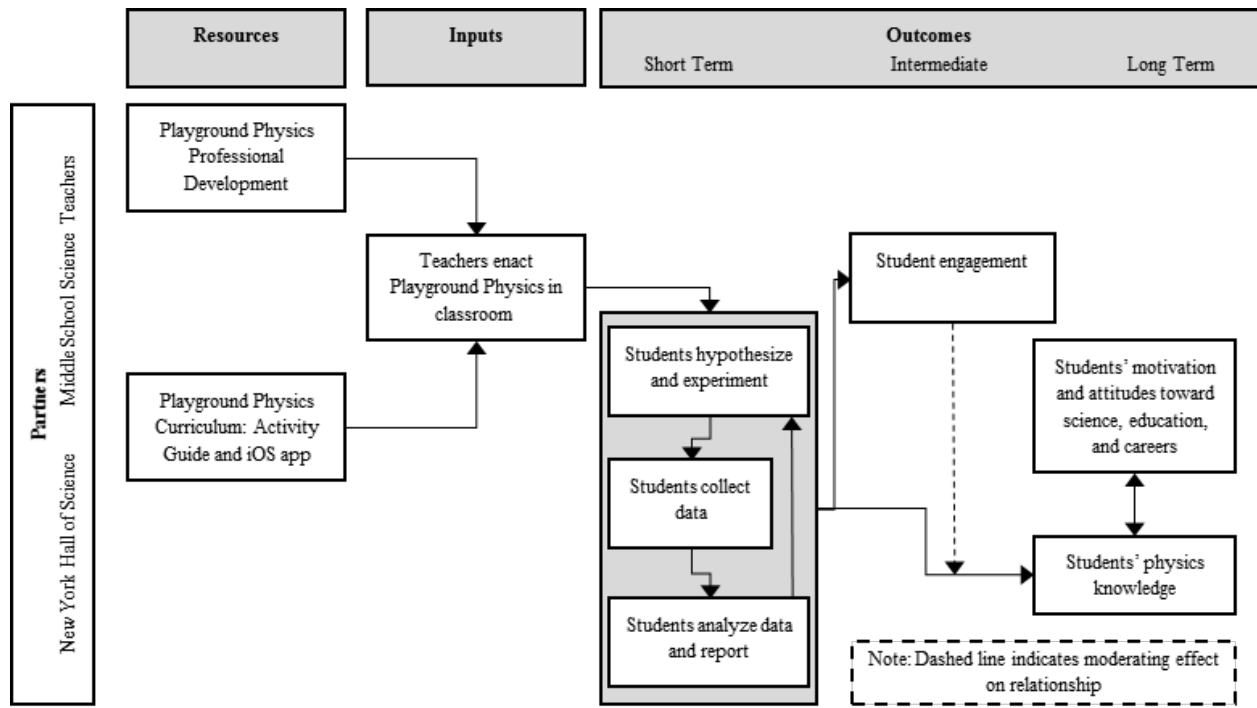 Resources
Inputs
Outcomes
Short Term
Intermediate
Long Term
Partners
New York Hall of Science
Middle School Science Teachers
Playground Physics
Professional
Development
Playground Physics
Curriculum: Activity
Guide and iOS app
Teachers enact
Playground Physics in
classroom
Students hypothesize
and experiment
Students collect
data
Students analyze data
and report
Student engagement
Students’ motivation
and attitudes toward
science, education,
and careers
Students’ physics
knowledge
Note: Dashed line indicates moderating effect
on relationship